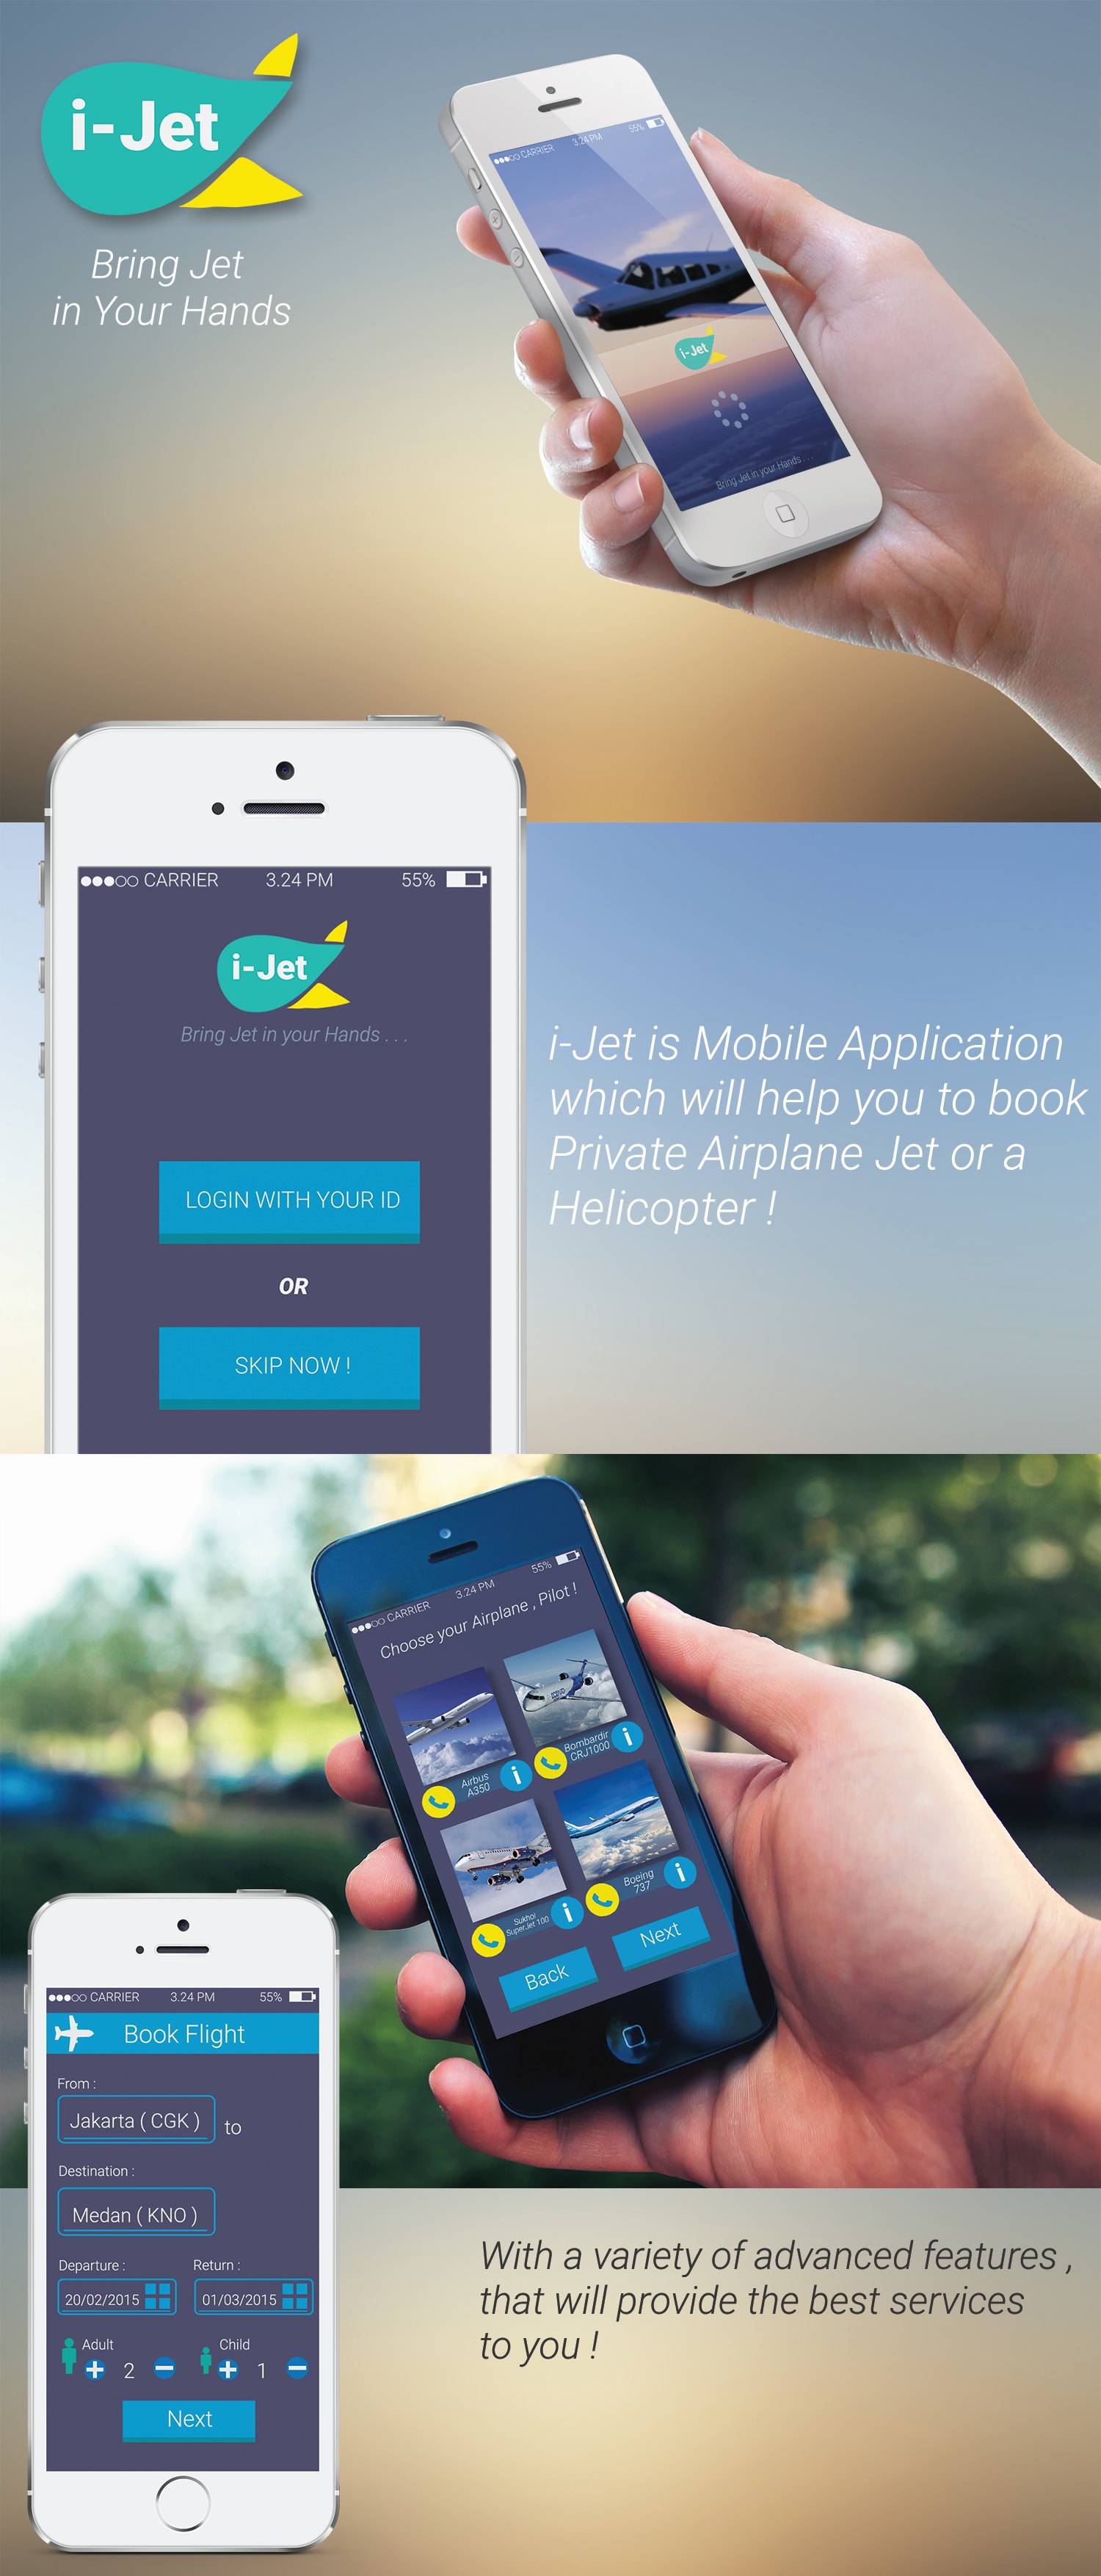 i-Jet
Bring Jet
in Your Hands
CARRIER 3.24 PM 55%
i-Jet
Bring Jet in your Hands . . .
CARRIER 3.24 PM 55%
i-Jet
Bring Jet in your Hands . . .
LOGIN WITH YOUR ID
OR
SKIP NOW !
i-Jet is Mobile Application
which will help you to book
Private Airplane Jet or a
Helicopter !
CARRIER 3.24 PM 55%
Choose your Airplane , Pilot !
Airbus
A350
i
Bombardir
CRJ1000
i
Sukhoi
SuperJet 100
i
Boeing
737
i
Back
Next
CARRIER 3.24 PM 55%
Book Flight
From :
Jakarta ( CGK ) to
Destination :
Medan ( KNO )
Departure : Return :
20/02/2015 01/03/2015
Adult Child
+ 2 − + 1 −
Next
With a variety of advanced features ,
that will provide the best services
to you !